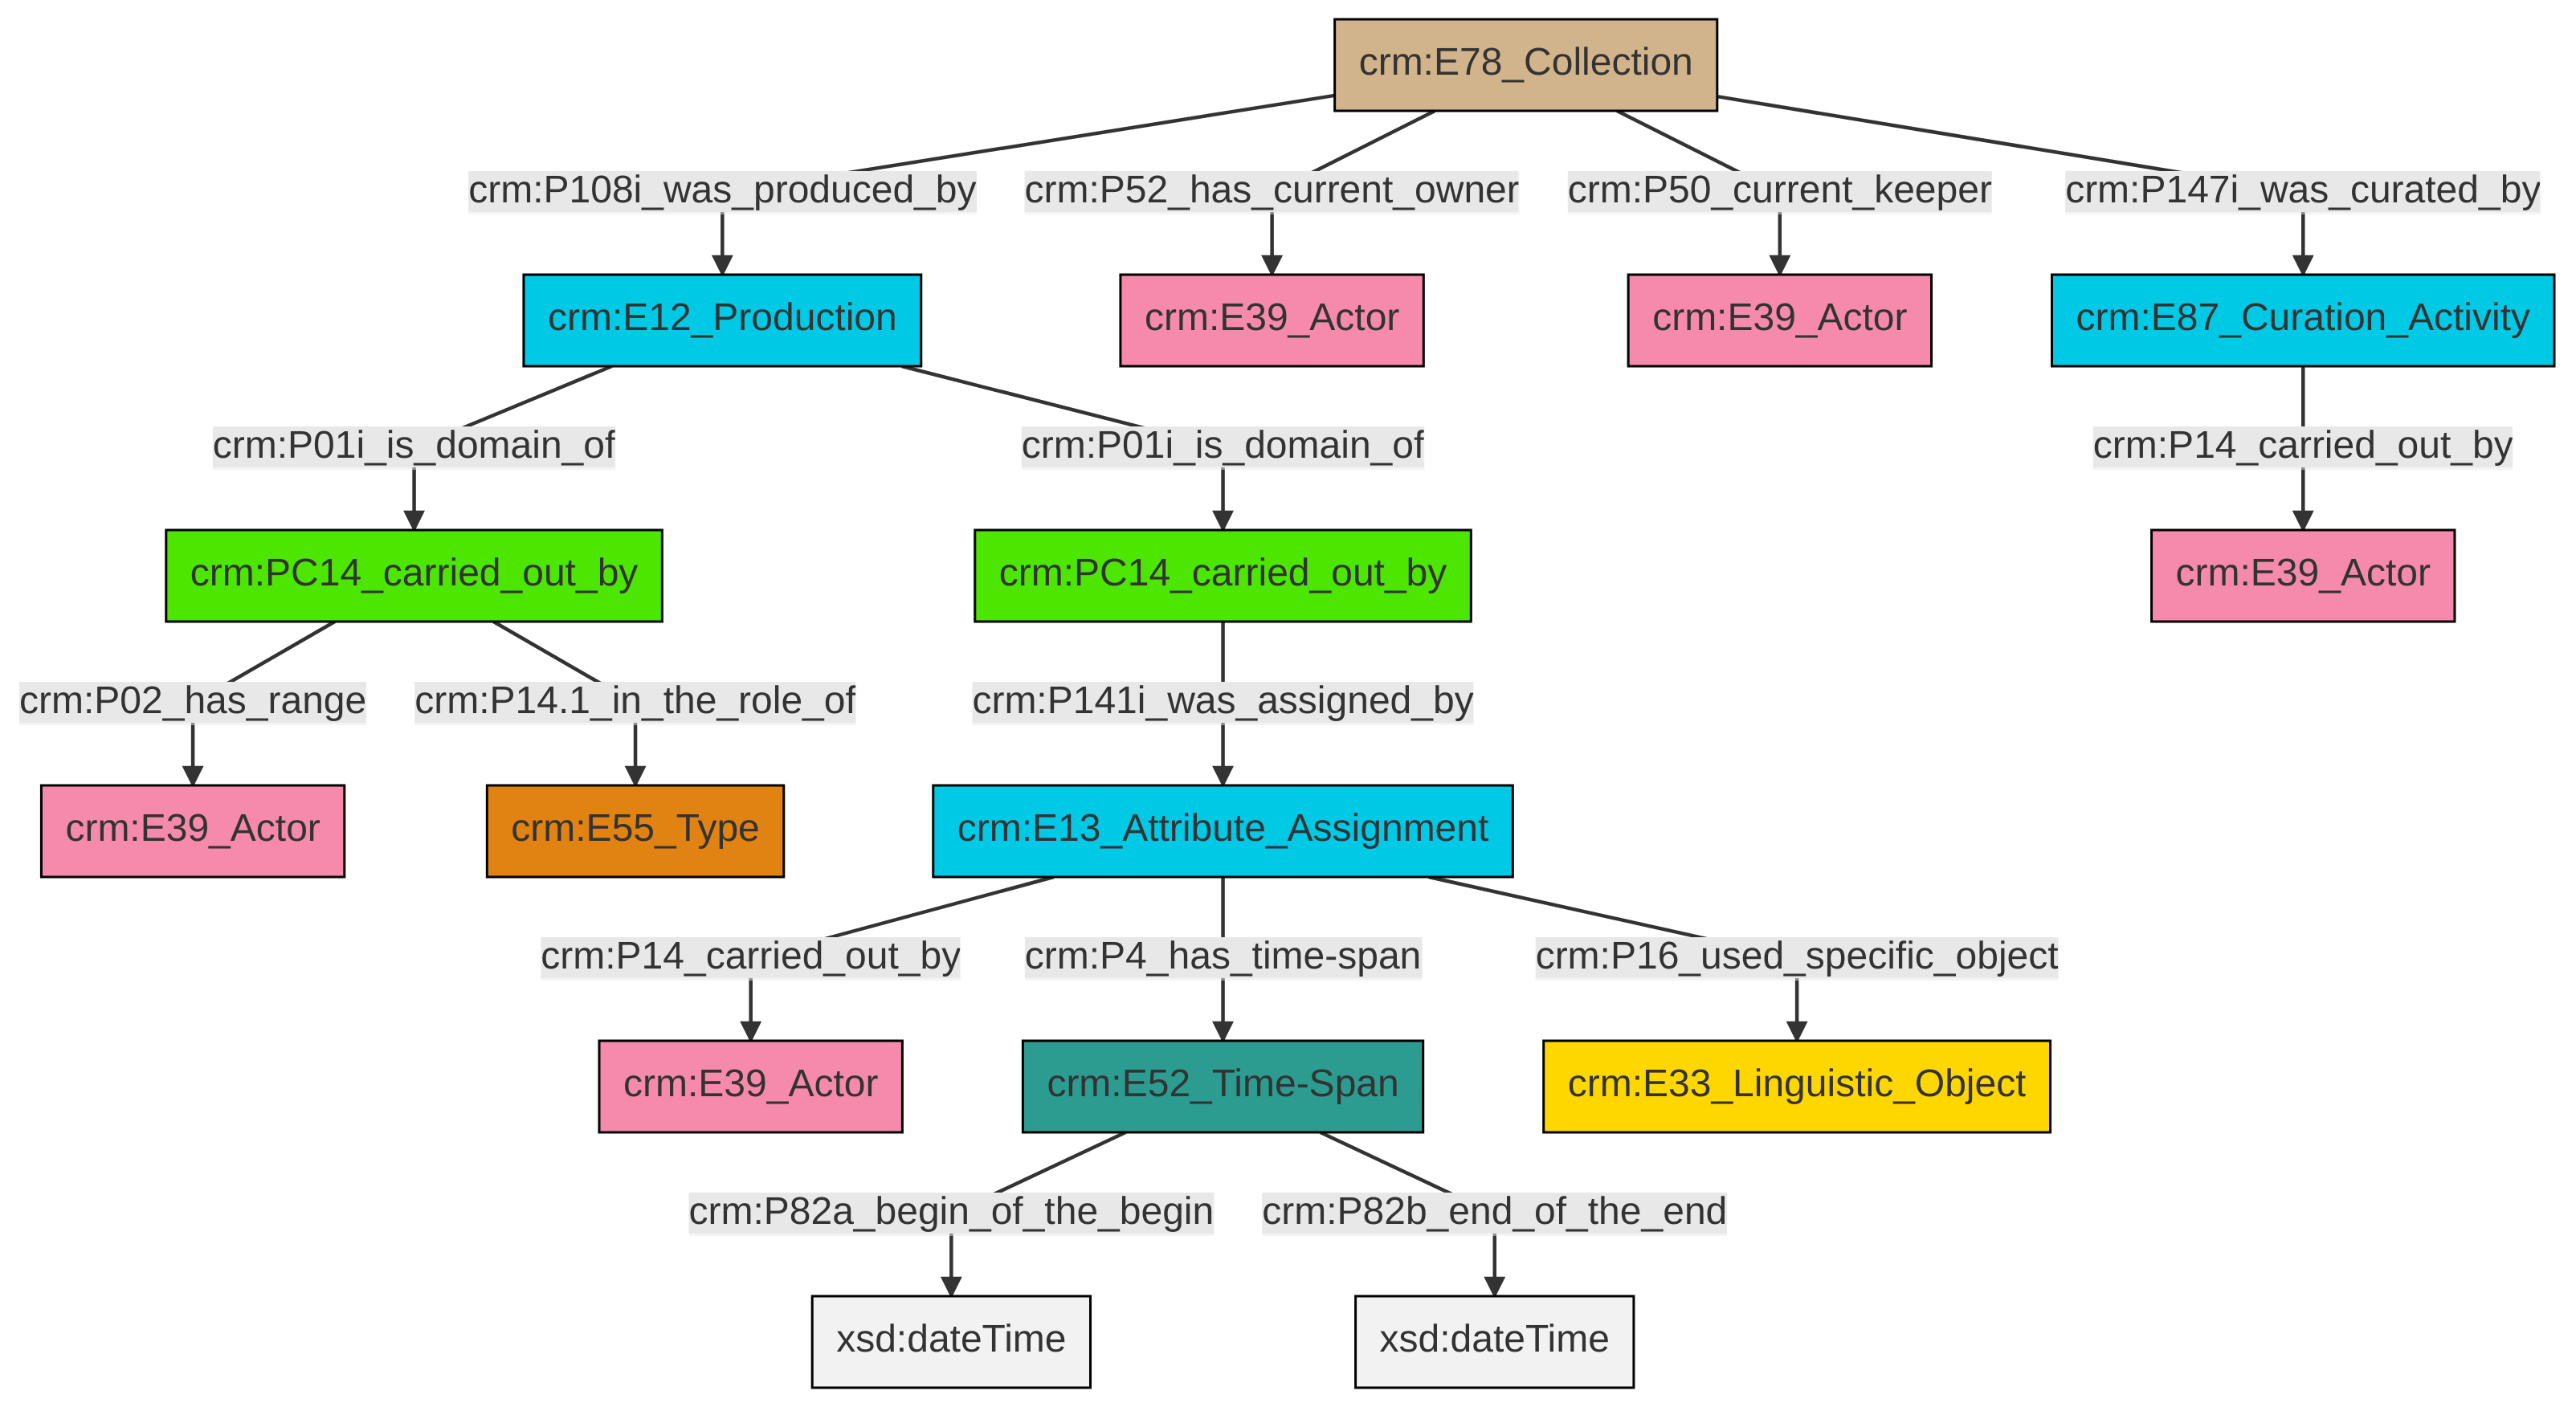 crm:E78_Collection
crm:P108i_was_produced_by
crm:P52_has_current_owner
crm:P50_current_keeper
crm:P147i_was_curated_by
crm:E12_Production
crm:E39_Actor
crm:E39_Actor
crm:E87_Curation_Activity
crm:P01i_is_domain_of
crm:P01i_is_domain_of
crm:P14_carried_out_by
crm:PC14_carried_out_by
crm:PC14_carried_out_by
crm:E39_Actor
crm:P02_has_range
crm:P14.1_in_the_role_of
crm:P141i_was_assigned_by
crm:E39_Actor
crm:E55_Type
crm:E13_Attribute_Assignment
crm:P14_carried_out_by
crm:P4_has_time-span
crm:P16_used_specific_object
crm:E39_Actor
crm:E52_Time-Span
crm:E33_Linguistic_Object
crm:P82a_begin_of_the_begin
crm:P82b_end_of_the_end
xsd:dateTime
xsd:dateTime